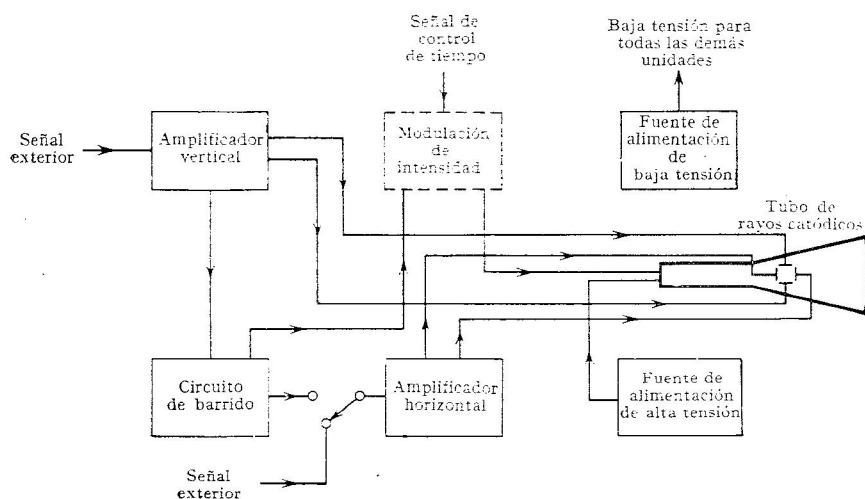 Señal de
control
de tiempo
Baja tensión para
todas las demás
unidades
Señal
exterior
Amplificador
vertical
Modulación
de
intensidad
Fuente de
alimentación
de
baja tensión
Tubo de
rayos catódicos
Circuito
de barrido
Amplificador
horizontal
Fuente de
alimentación
de alta tensión
Señal
exterior